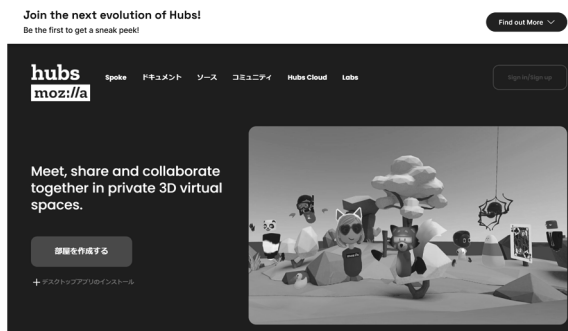 Join the next evolution of Hubs!
Be the first to get a sneak peek!
Find out More
hubs
moz://a
Spoke
ドキュメント
ソース
コミュニティ
Hubs Cloud
Labs
Sign in/Sign up
Meet, share and collaborate
together in private 3D virtual
spaces.
部屋を作成する
デスクトップアプリのインストール